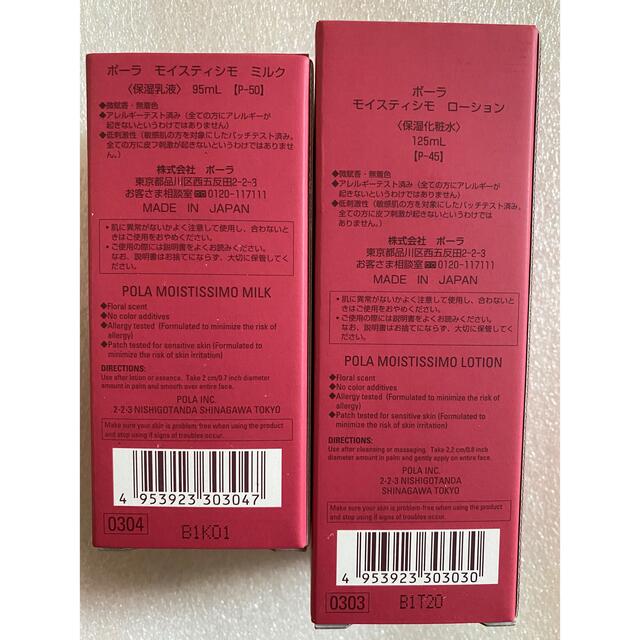 ポーラ モイスティシモ ミルク
〈保湿乳液〉 95mL 【P-50】
◆微賦香・無着色
◆アレルギーテスト済み（全ての方にアレルギーが
起きないというわけではありません）
◆低刺激性（敏感肌の方を対象にしたパッチテスト済み。
全ての方に皮フ刺激が起きないというわけではありませ
ん。）
株式会社 ポーラ
東京都品川区西五反田2-2-3
お客さま相談室 0120-117111
MADE IN JAPAN
・肌に異常がないかよく注意して使用し、合わないと
きはご使用をおやめください。
・ご使用の際には説明書をよくお読みください。
なお、説明書はお捨てにならず、大切に保管してく
POLA MOISTISSIMO MILK
◆Floral scent
◆No color additives
◆Allergy tested (Formulated to minimize the risk of
allergy)
◆Patch tested for sensitive skin (Formulated to
minimize the risk of skin irritation)
DIRECTIONS:
Use after lotion or essence. Take 2 cm/0.7 inch diameter
amount in palm and smooth over entire face.
POLA INC.
2-2-3 NISHIGOTANDA SHINAGAWA TOKYO
Make sure your skin is problem-free when using the product
and stop using if signs of troubles occur.
4 953923 303047
0304
B1K01
ポーラ
モイスティシモ ローション
〈保湿化粧水〉
125mL
【P-45】
◆微賦香・無着色
◆アレルギーテスト済み（全ての方にアレルギーが
起きないというわけではありません）
◆低刺激性（敏感肌の方を対象にしたパッチテスト済み。
全ての方に皮フ刺激が起きないというわけでは
ありません。）
株式会社 ポーラ
東京都品川区西五反田2-2-3
お客さま相談室 0120-117111
MADE IN JAPAN
・肌に異常がないかよく注意して使用し、合わないと
きはご使用をおやめください。
・ご使用の際には説明書をよくお読みください。
なお、説明書はお捨てにならず、大切に保管してく
POLA MOISTISSIMO LOTION
◆Floral scent
◆No color additives
◆Allergy tested (Formulated to minimize the risk of
allergy)
◆Patch tested for sensitive skin (Formulated to
minimize the risk of skin irritation)
DIRECTIONS:
Use after cleansing or massaging. Take 2.2 cm/0.8 inch
diameter amount in palm and gently apply on entire face.
POLA INC.
2-2-3 NISHIGOTANDA
SHINAGAWA TOKYO
Make sure your skin is problem-free when using the product
and stop using if signs of troubles occur.
4 953923 303030
0303
B1T20